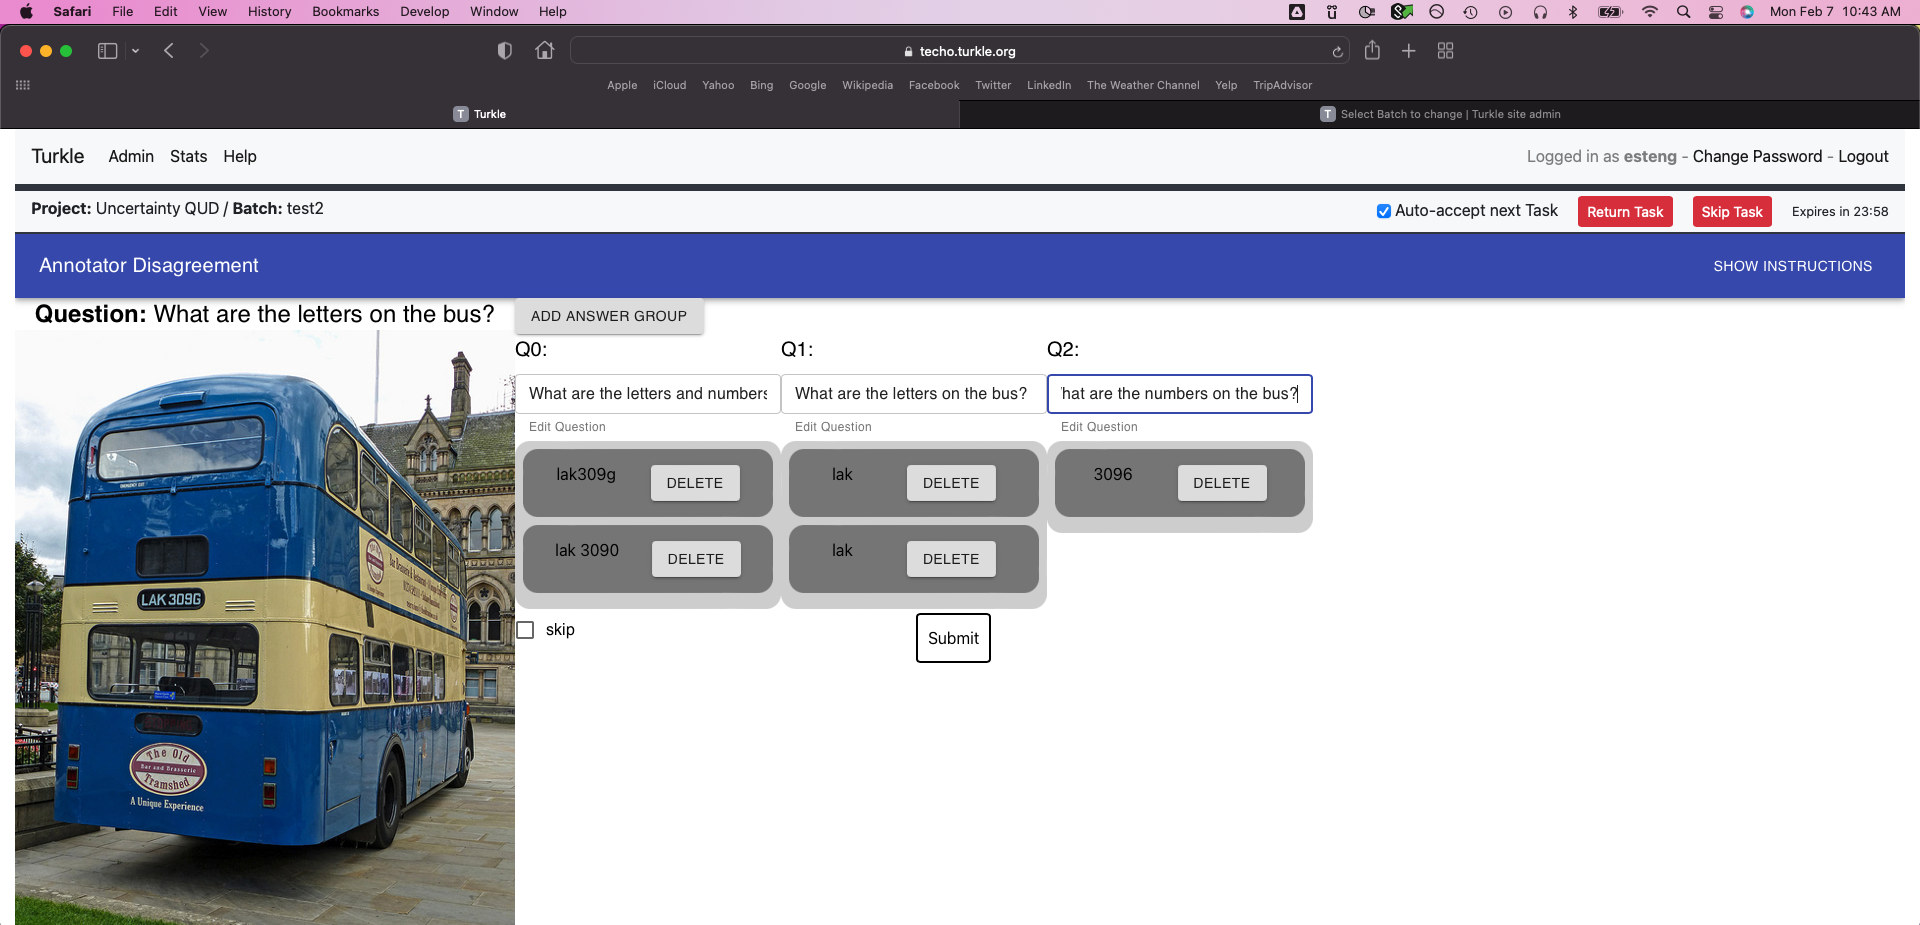 Safari File Edit View History Bookmarks Develop Window Help Mon Feb 7 10:43 AM
techo.turkle.org
Apple iCloud Yahoo Bing Google Wikipedia Facebook Twitter LinkedIn The Weather Channel Yelp TripAdvisor
T Turkle T Select Batch to change | Turkle site admin
Turkle Admin Stats Help Logged in as esteng - Change Password - Logout
Project: Uncertainty QUD / Batch: test2 Auto-accept next Task Return Task Skip Task Expires in 23:58
Annotator Disagreement SHOW INSTRUCTIONS
Question: What are the letters on the bus? ADD ANSWER GROUP
Q0: Q1: Q2:
What are the letters and numbers What are the letters on the bus? hat are the numbers on the bus?
Edit Question Edit Question Edit Question
lak309g DELETE lak DELETE 3096 DELETE
lak 3090 DELETE lak DELETE
skip Submit
EMERGENCY EXIT
LAK 309G
The Old
Bar and Brasserie
Tramshed
A Unique Experience